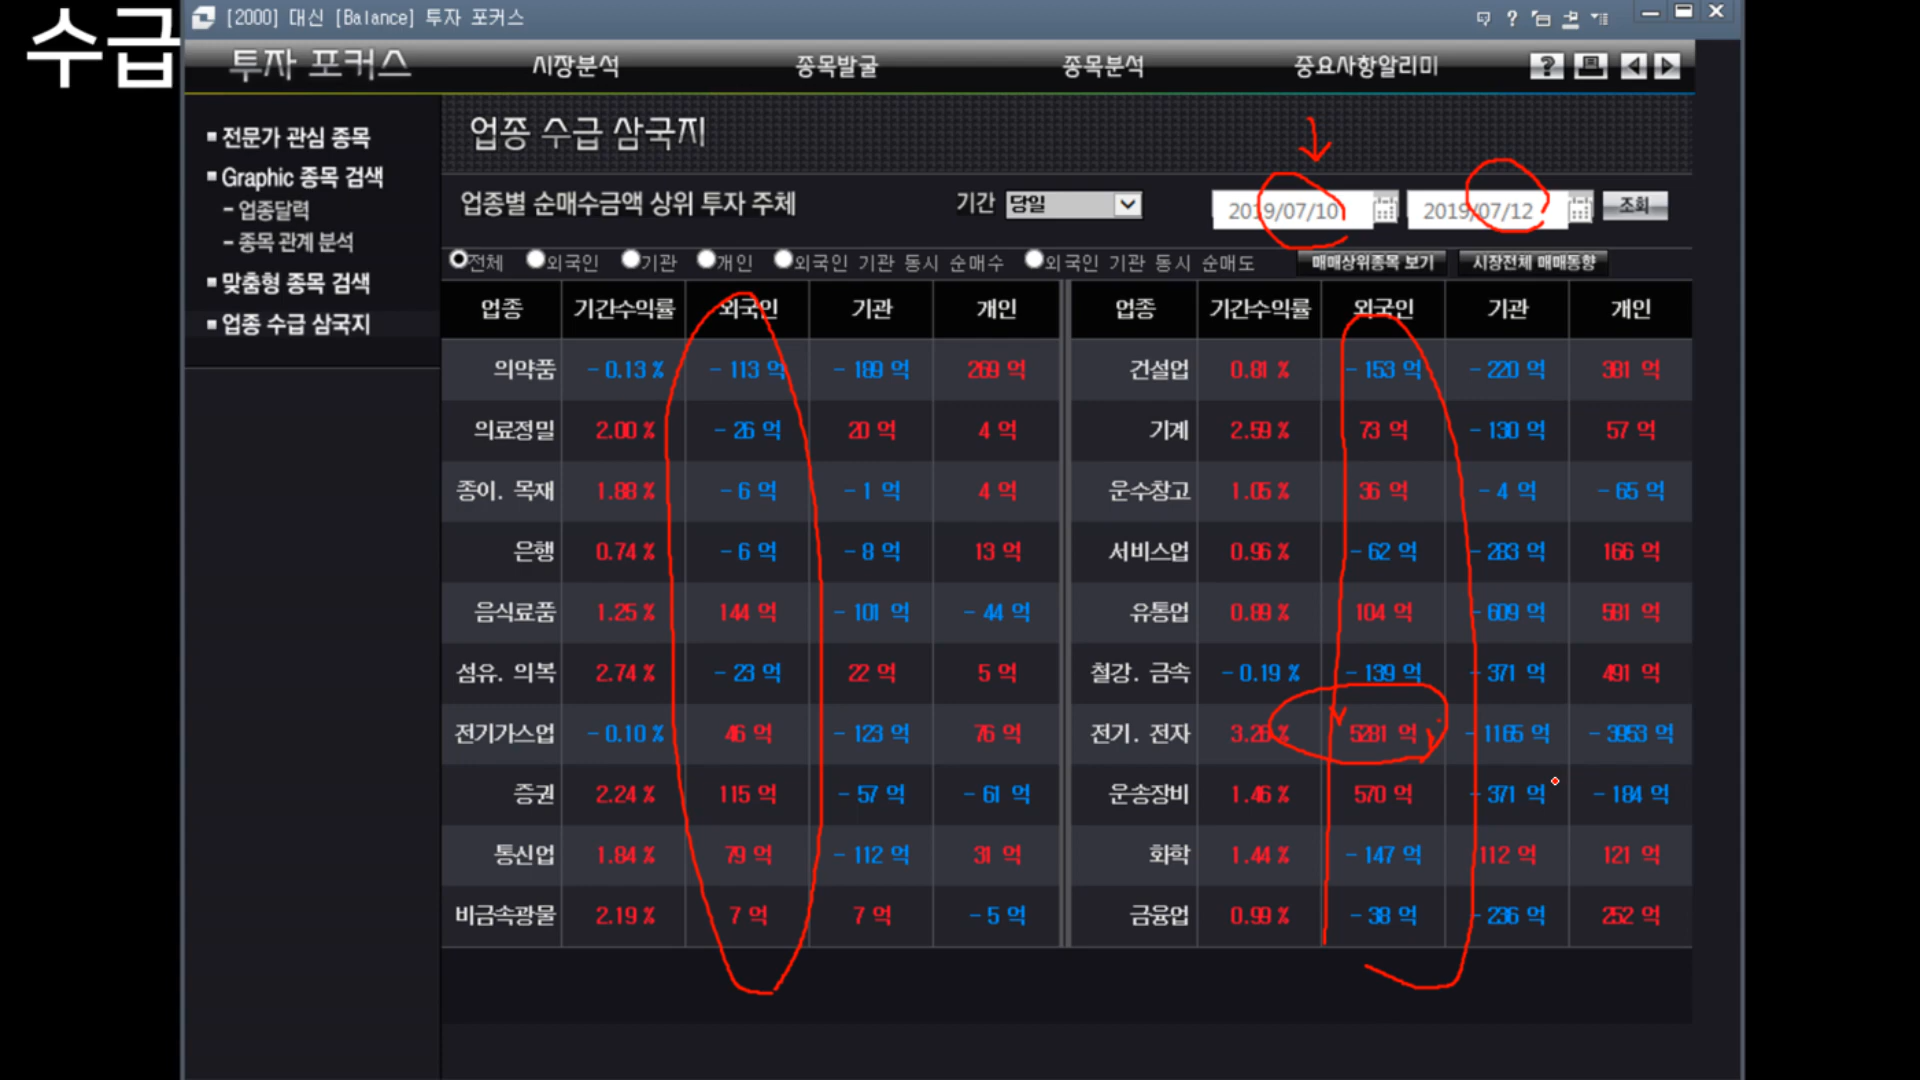 수급
[2000] 대신 [Balance] 투자 포커스
투자 포커스 시장분석 종목발굴 종목분석 중요사항알리미
전문가 관심 종목
Graphic 종목 검색
- 업종달력
- 종목 관계 분석
맞춤형 종목 검색
업종 수급 삼국지
업종 수급 삼국지
업종별 순매수금액 상위 투자 주체 기간 당일 2019/07/10 2019/07/12 조회
전체 외국인 기관 개인 외국인 기관 동시 순매수 외국인 기관 동시 순매도 매매상위종목 보기 시장전체 매매동향
업종 기간수익률 외국인 기관 개인 업종 기간수익률 외국인 기관 개인
의약품 - 0.13 % - 113 억 - 189 억 269 억 건설업 0.81 % - 153 억 - 220 억 381 억
의료정밀 2.00 % - 26 억 20 억 4 억 기계 2.59 % 73 억 - 130 억 57 억
종이. 목재 1.88 % - 6 억 - 1 억 4 억 운수창고 1.05 % 36 억 - 4 억 - 65 억
은행 0.74 % - 6 억 - 8 억 13 억 서비스업 0.96 % - 62 억 - 283 억 166 억
음식료품 1.25 % 144 억 - 101 억 - 44 억 유통업 0.89 % 104 억 - 609 억 581 억
섬유. 의복 2.74 % - 23 억 22 억 5 억 철강. 금속 - 0.19 % - 139 억 - 371 억 491 억
전기가스업 - 0.10 % 46 억 - 123 억 76 억 전기. 전자 3.26 % 5281 억 - 1165 억 - 3953 억
증권 2.24 % 115 억 - 57 억 - 61 억 운송장비 1.46 % 570 억 - 371 억 - 184 억
통신업 1.84 % 79 억 - 112 억 31 억 화학 1.44 % - 147 억 112 억 121 억
비금속광물 2.19 % 7 억 7 억 - 5 억 금융업 0.99 % - 38 억 - 236 억 252 억